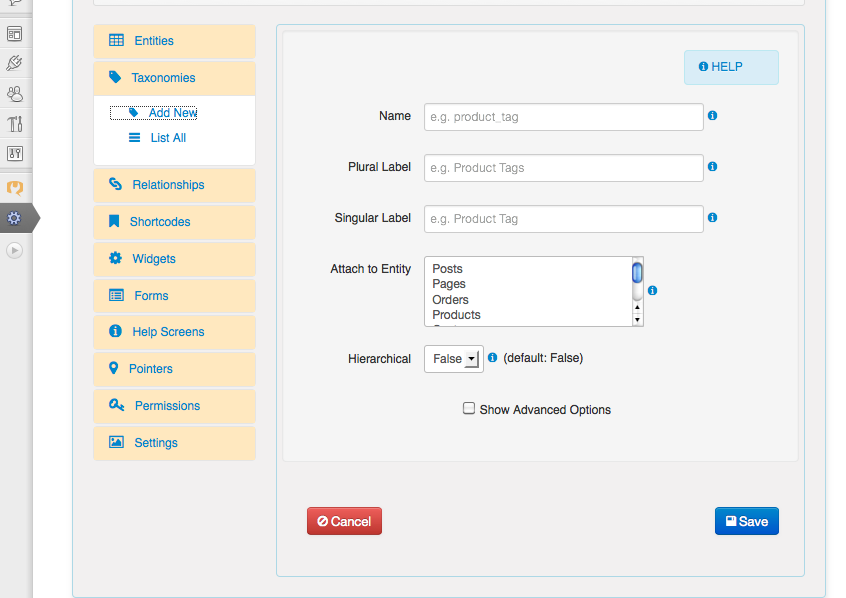 Entities
Taxonomies
Add New
List All
Relationships
Shortcodes
Widgets
Forms
Help Screens
Pointers
Permissions
Settings
HELP
Name
e.g. product_tag
Plural Label
e.g. Product Tags
Singular Label
e.g. Product Tag
Attach to Entity
Posts
Pages
Orders
Products
Hierarchical
False
(default: False)
Show Advanced Options
Cancel
Save